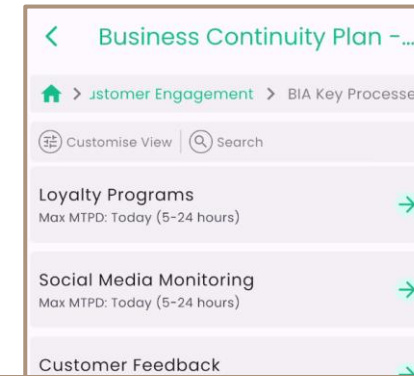 Business Continuity Plan -...
ustomer Engagement > BIA Key Processe
Customise View | Search
Loyalty Programs
Max MTPD: Today (5-24 hours)
Social Media Monitoring
Max MTPD: Today (5-24 hours)
Customer Feedback